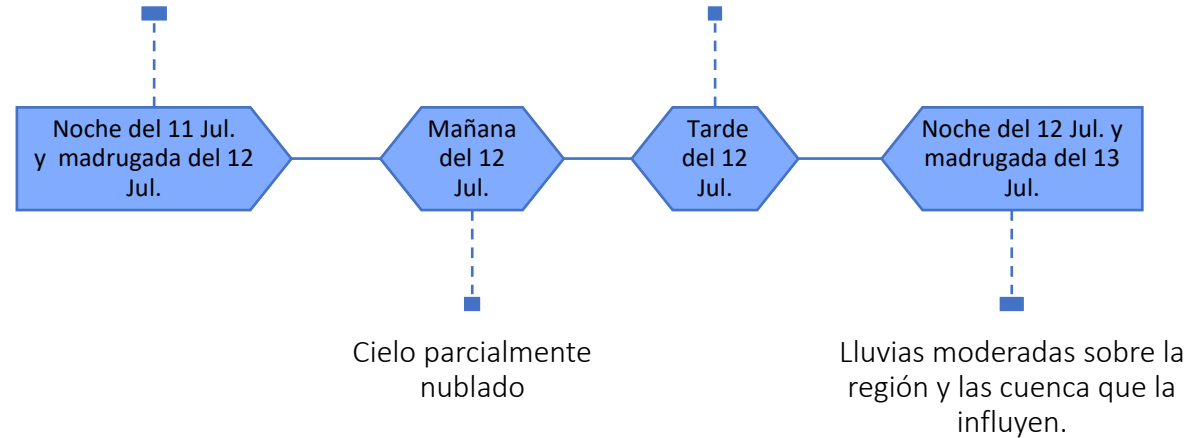 Noche del 11 Jul.
y  madrugada del 12
Jul.
Mañana
del 12
Jul.
Tarde
del 12
Jul.
Noche del 12 Jul. y
madrugada del 13
Jul.
Cielo parcialmente
nublado
Lluvias moderadas sobre la
región y las cuenca que la
influyen.